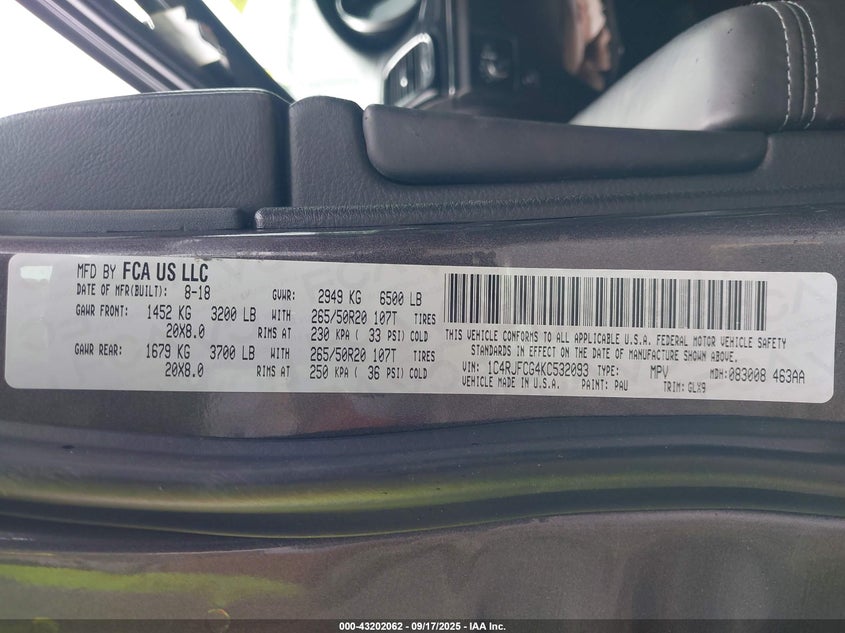 MFD BY FCA US LLC
DATE OF MFR(BUILT): 8-18 GVWR: 2949 KG 6500 LB
GAWR FRONT: 1452 KG 3200 LB WITH 265/50R20 107T TIRES
20X8.0 RIMS AT 230 KPA ( 33 PSI) COLD
GAWR REAR: 1679 KG 3700 LB WITH 265/50R20 107T TIRES
20X8.0 RIMS AT 250 KPA ( 36 PSI) COLD
THIS VEHICLE CONFORMS TO ALL APPLICABLE U.S.A. FEDERAL MOTOR VEHICLE SAFETY
STANDARDS IN EFFECT ON THE DATE OF MANUFACTURE SHOWN ABOVE.
VIN: 1C4RJFCG4KC532093 TYPE: MPV MDH:083008 463AA
VEHICLE MADE IN U.S.A. PAINT: PAU TRIM: GLX9
000-43202062 - 09/17/2025 - IAA Inc.